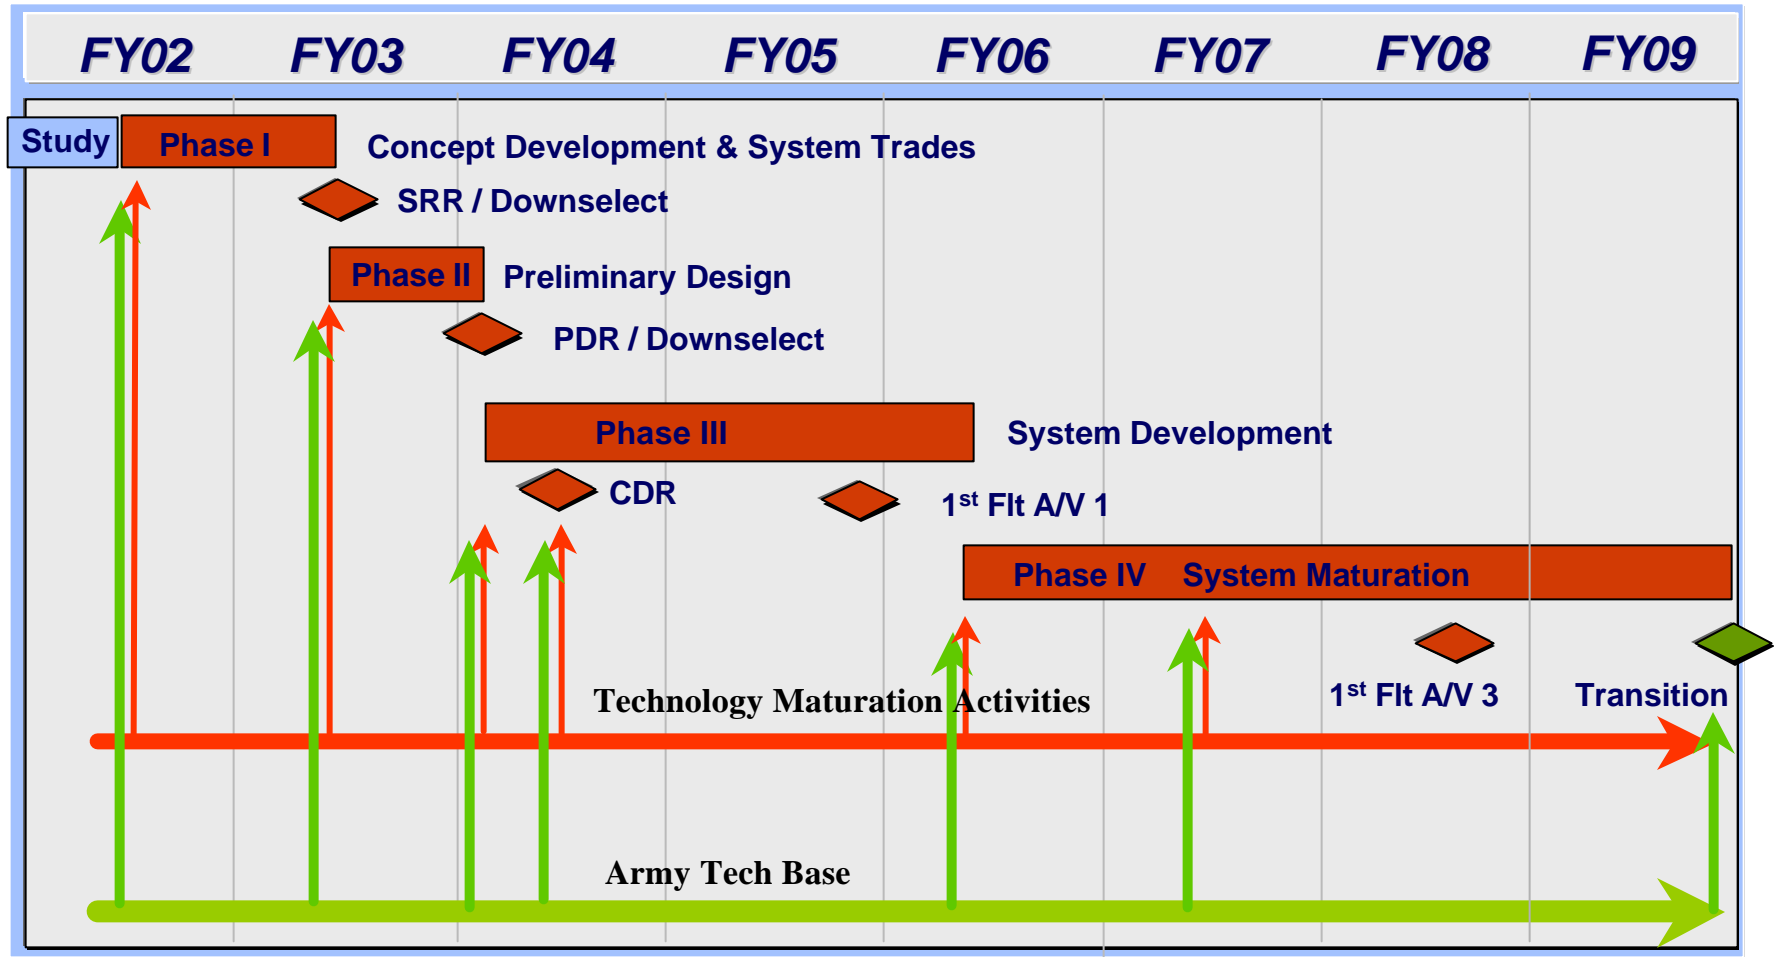 FY02 FY03 FY04 FY05 FY06 FY07 FY08 FY09
Study Phase I Concept Development & System Trades
SRR / Downselect
Phase II Preliminary Design
PDR / Downselect
Phase III System Development
CDR 1st Flt A/V 1
Phase IV System Maturation
Technology Maturation Activities 1st Flt A/V 3 Transition
Army Tech Base